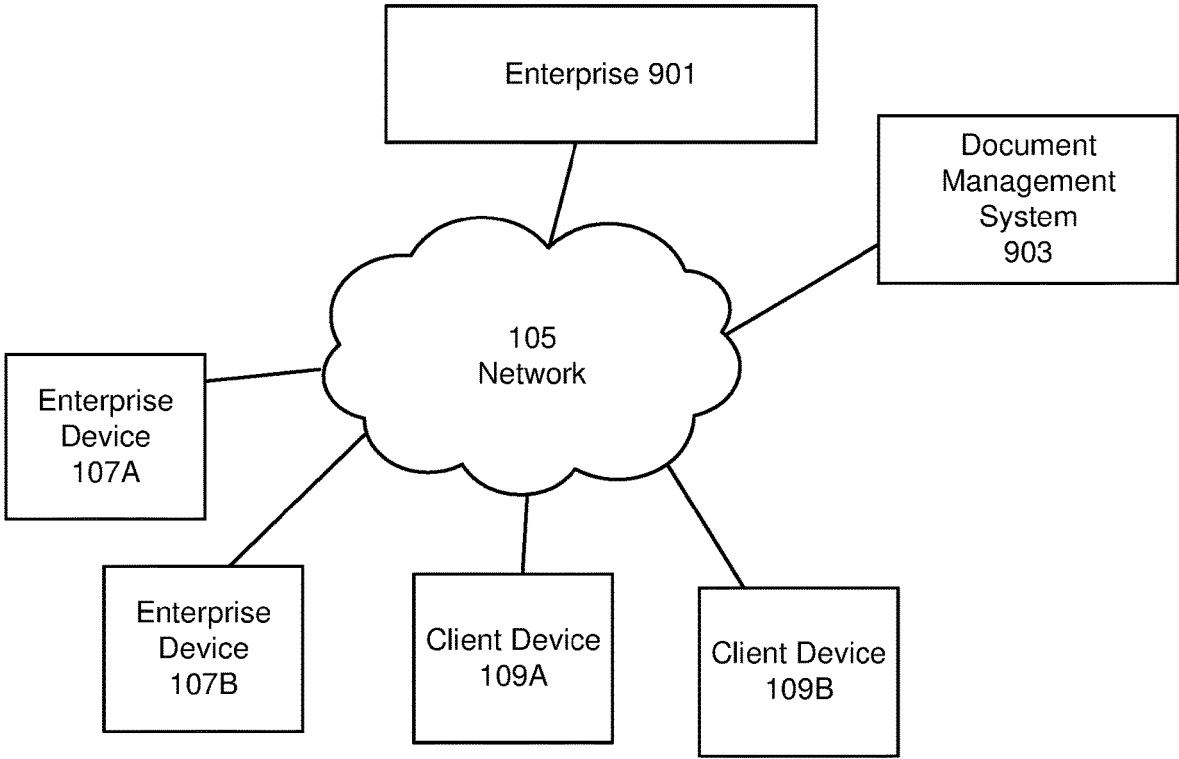 Enterprise 901
Document
Management
System
903
105
Network
Enterprise
Device
107A
Enterprise
Device
107B
Client Device
109A
Client Device
109B